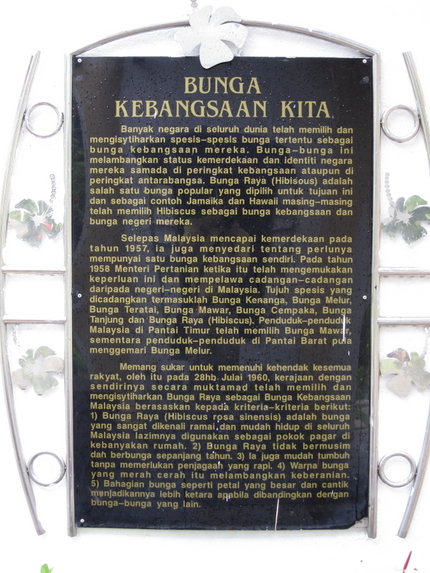 BUNGA
KEBANGSAAN KITA
Banyak negara di seluruh dunia telah memilih dan
mengisytiharkan spesis-spesis bunga tertentu sebagai
bunga kebangsaan mereka. Bunga-bunga ini
melambangkan status kemerdekaan dan identiti negara
mereka samada di peringkat kebangsaan ataupun di
peringkat antarabangsa. Bunga Raya (Hibiscus) adalah
salah satu bunga popular yang dipilih untuk tujuan ini
dan sebagai contoh Jamaika dan Hawaii masing-masing
telah memilih Hibiscus sebagai bunga kebangsaan dan
bunga negeri mereka.
Selepas Malaysia mencapai kemerdekaan pada
tahun 1957, ia juga menyedari tentang perlunya
mempunyai satu bunga kebangsaan sendiri. Pada tahun
1958 Menteri Pertanian ketika itu telah mengemukakan
keperluan ini dan mempelawa cadangan-cadangan
daripada negeri-negeri di Malaysia. Tujuh spesis yang
dicadangkan termasuklah Bunga Kenanga, Bunga Melur,
Bunga Teratai, Bunga Mawar, Bunga Cempaka, Bunga
Tanjung dan Bunga Raya (Hibiscus). Penduduk-penduduk
Malaysia di Pantai Timur telah memilih Bunga Mawar
sementara penduduk-penduduk di Pantai Barat pula
menggemari Bunga Melur.
Memang sukar untuk memenuhi kehendak kesemua
rakyat, oleh itu pada 28hb. Julai 1960, kerajaan dengan
sendirinya secara muktamad telah memilih dan
mengisytiharkan Bunga Raya sebagai Bunga Kebangsaan
Malaysia berasaskan kepada kriteria-kriteria berikut:
1) Bunga Raya (Hibiscus rosa sinensis) adalah bunga
yang sangat dikenali ramai dan mudah hidup di seluruh
Malaysia lazimnya digunakan sebagai pokok pagar di
kebanyakan rumah. 2) Bunga Raya tidak bermusim
dah berbunga sepanjang tahun. 3) Ia juga mudah tumbuh
tanpa memerlukan penjagaan yang rapi. 4) Warna bunga
yang merah cerah itu melambangkan keberanian.
5) Bahagian bunga seperti petal yang besar dan cantik
menjadikannya lebih ketara apabila dibandingkan dengan
bunga-bunga yang lain.